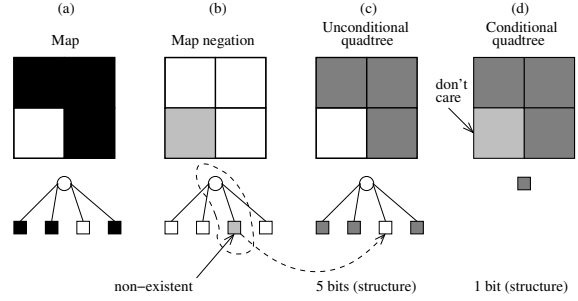 (a)
(b)
(c)
(d)
Map
Map negation
Unconditional
quadtree
Conditional
quadtree
don't
care
non−existent
5 bits (structure)
1 bit (structure)